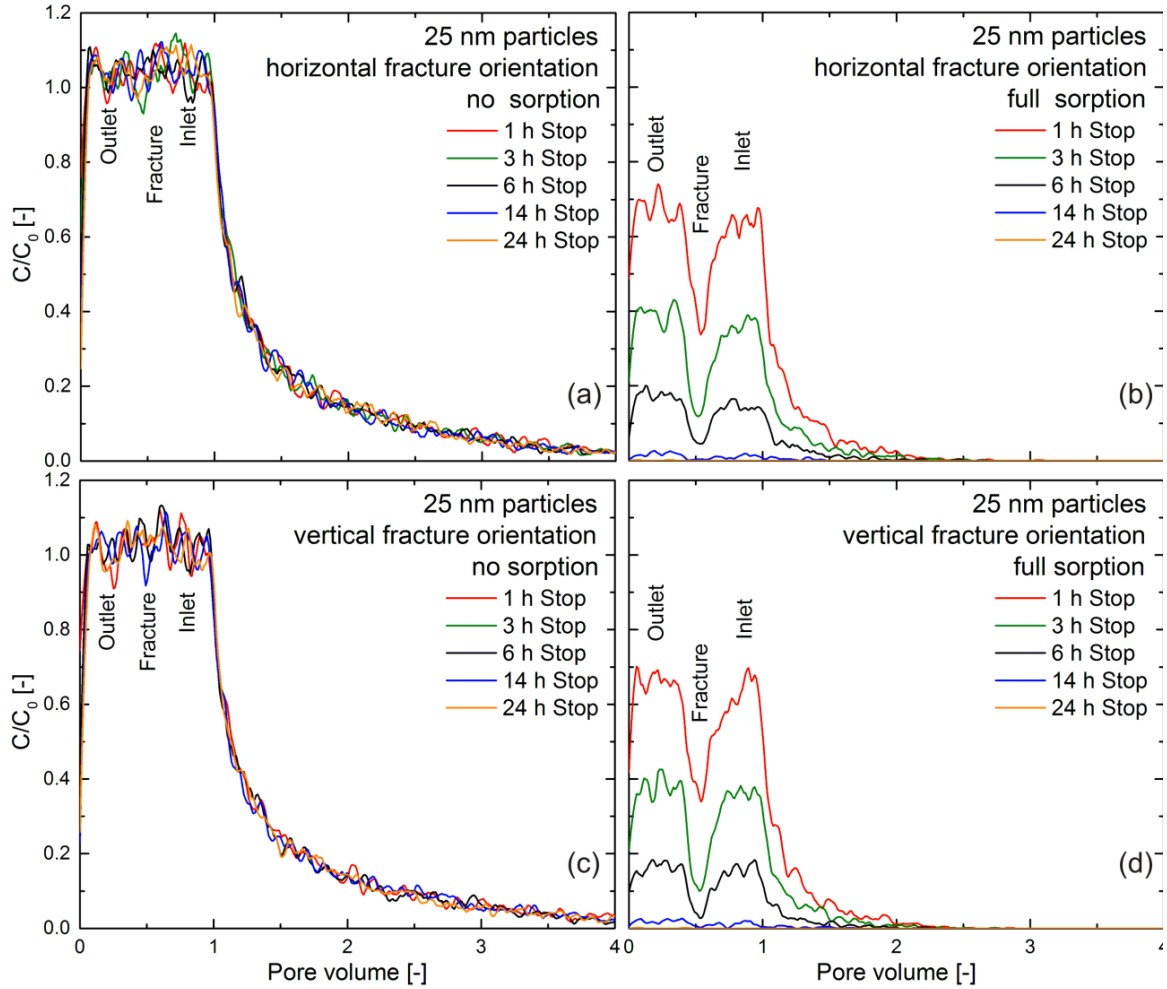 1.2
1.0
0.8
0.6
0.4
0.2
0.0
C/C0 [-]
25 nm particles
horizontal fracture orientation
no sorption
1 h Stop
3 h Stop
6 h Stop
14 h Stop
24 h Stop
Outlet
Fracture
Inlet
(a)
0 1 2 3 4
25 nm particles
horizontal fracture orientation
full sorption
1 h Stop
3 h Stop
6 h Stop
14 h Stop
24 h Stop
Outlet
Fracture
Inlet
(b)
1.2
1.0
0.8
0.6
0.4
0.2
0.0
C/C0 [-]
25 nm particles
vertical fracture orientation
no sorption
1 h Stop
3 h Stop
6 h Stop
14 h Stop
24 h Stop
Outlet
Fracture
Inlet
(c)
0 1 2 3 4
Pore volume [-]
25 nm particles
vertical fracture orientation
full sorption
1 h Stop
3 h Stop
6 h Stop
14 h Stop
24 h Stop
Outlet
Fracture
Inlet
(d)
0 1 2 3 4
Pore volume [-]